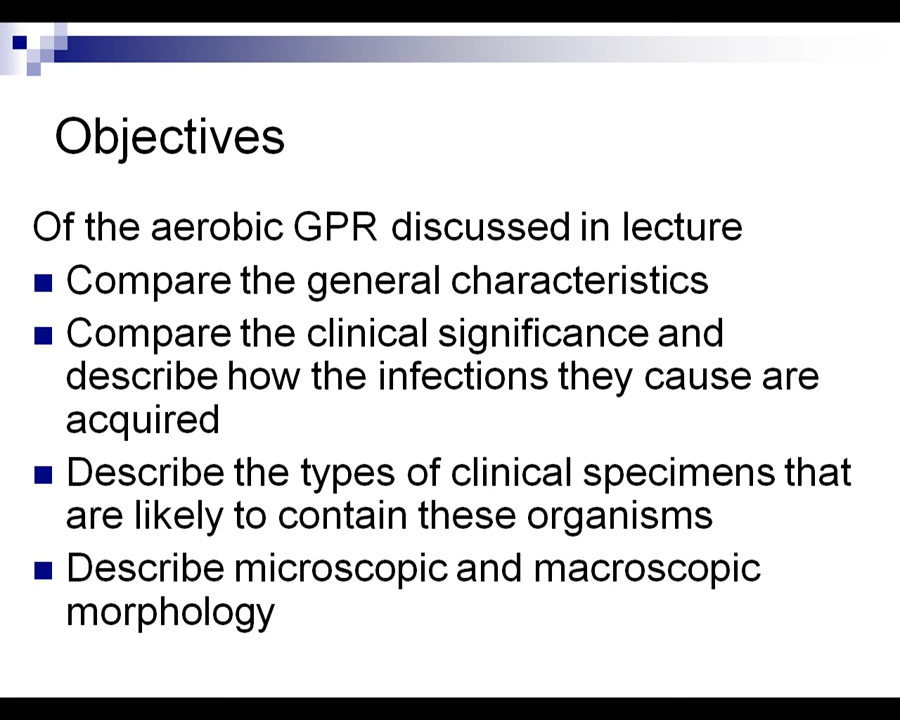 Objectives
Of the aerobic GPR discussed in lecture
Compare the general characteristics
Compare the clinical significance and
describe how the infections they cause are
acquired
Describe the types of clinical specimens that
are likely to contain these organisms
Describe microscopic and macroscopic
morphology